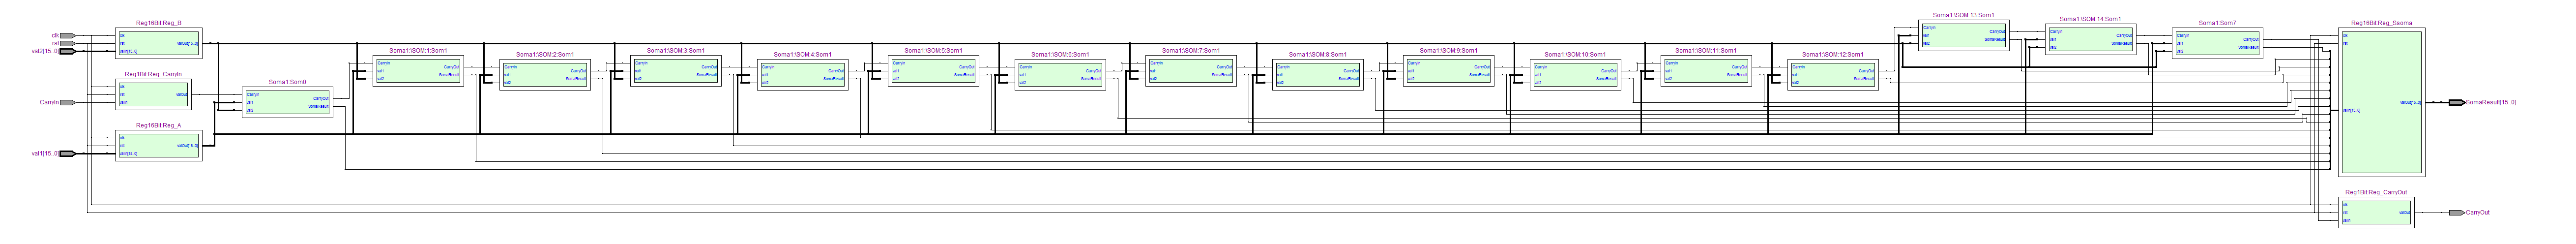 clk
rst
val2[15..0]
CarryIn
val1[15..0]
Reg16Bit:Reg_B
clk
rst
valIn[15..0]
valOut[15..0]
Reg1Bit:Reg_CarryIn
clk
rst
valIn
valOut
Reg16Bit:Reg_A
clk
rst
valIn[15..0]
valOut[15..0]
Soma1:Som0
CarryIn
val1
val2
CarryOut
SomaResult
Soma1:\SOM:1:Som1
CarryIn
val1
val2
CarryOut
SomaResult
Soma1:\SOM:2:Som1
CarryIn
val1
val2
CarryOut
SomaResult
Soma1:\SOM:3:Som1
CarryIn
val1
val2
CarryOut
SomaResult
Soma1:\SOM:4:Som1
CarryIn
val1
val2
CarryOut
SomaResult
Soma1:\SOM:5:Som1
CarryIn
val1
val2
CarryOut
SomaResult
Soma1:\SOM:6:Som1
CarryIn
val1
val2
CarryOut
SomaResult
Soma1:\SOM:7:Som1
CarryIn
val1
val2
CarryOut
SomaResult
Soma1:\SOM:8:Som1
CarryIn
val1
val2
CarryOut
SomaResult
Soma1:\SOM:9:Som1
CarryIn
val1
val2
CarryOut
SomaResult
Soma1:\SOM:10:Som1
CarryIn
val1
val2
CarryOut
SomaResult
Soma1:\SOM:11:Som1
CarryIn
val1
val2
CarryOut
SomaResult
Soma1:\SOM:12:Som1
CarryIn
val1
val2
CarryOut
SomaResult
Soma1:\SOM:13:Som1
CarryIn
val1
val2
CarryOut
SomaResult
Soma1:\SOM:14:Som1
CarryIn
val1
val2
CarryOut
SomaResult
Soma1:Som7
CarryIn
val1
val2
CarryOut
SomaResult
Reg16Bit:Reg_Ssoma
clk
rst
valIn[15..0]
valOut[15..0]
Reg1Bit:Reg_CarryOut
clk
rst
valIn
valOut
SomaResult[15..0]
CarryOut